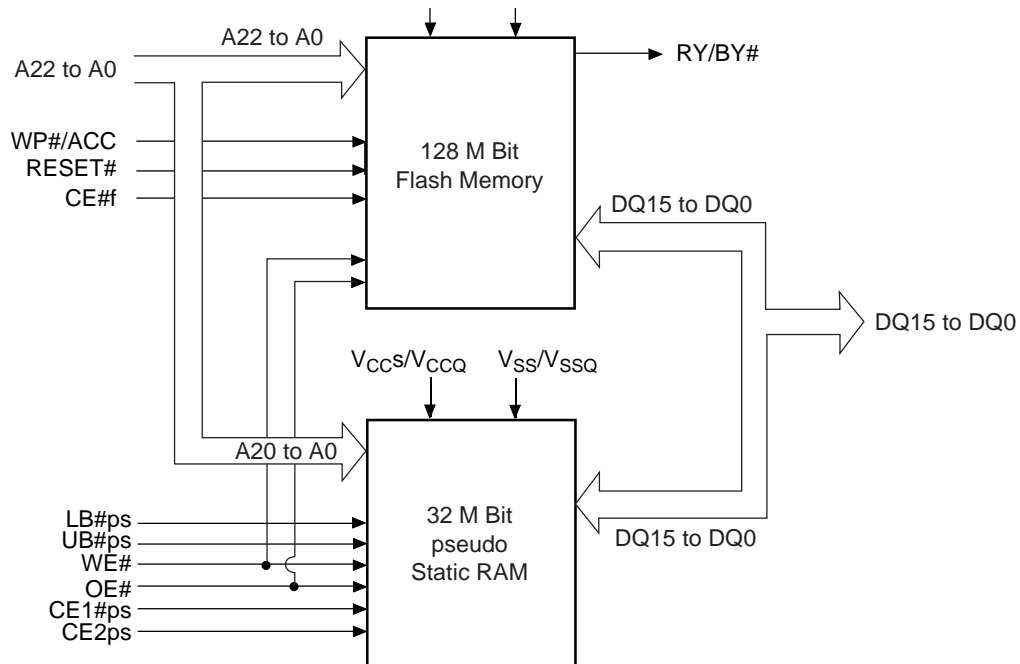 A22 to A0
A22 to A0
RY/BY#
WP#/ACC
RESET#
CE#f
128 M Bit
Flash Memory
DQ15 to DQ0
DQ15 to DQ0
VCCs/VCCQ
VSS/VSSQ
A20 to A0
LB#ps
UB#ps
WE#
OE#
CE1#ps
CE2ps
32 M Bit
pseudo
Static RAM
DQ15 to DQ0